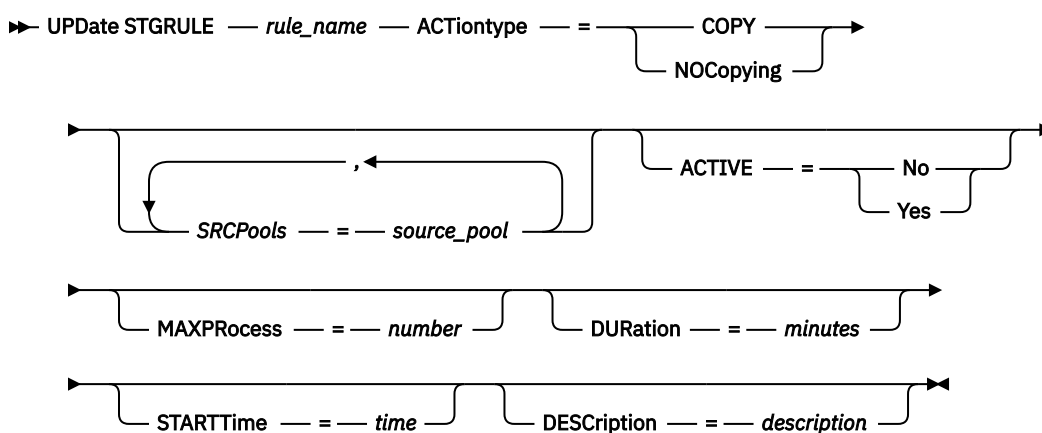 UPDate STGRULE rule_name ACTiontype = COPY
NOCopying
,
SRCPools = source_pool
ACTIVE = No
Yes
MAXPRocess = number DURation = minutes
STARTTime = time DESCription = description